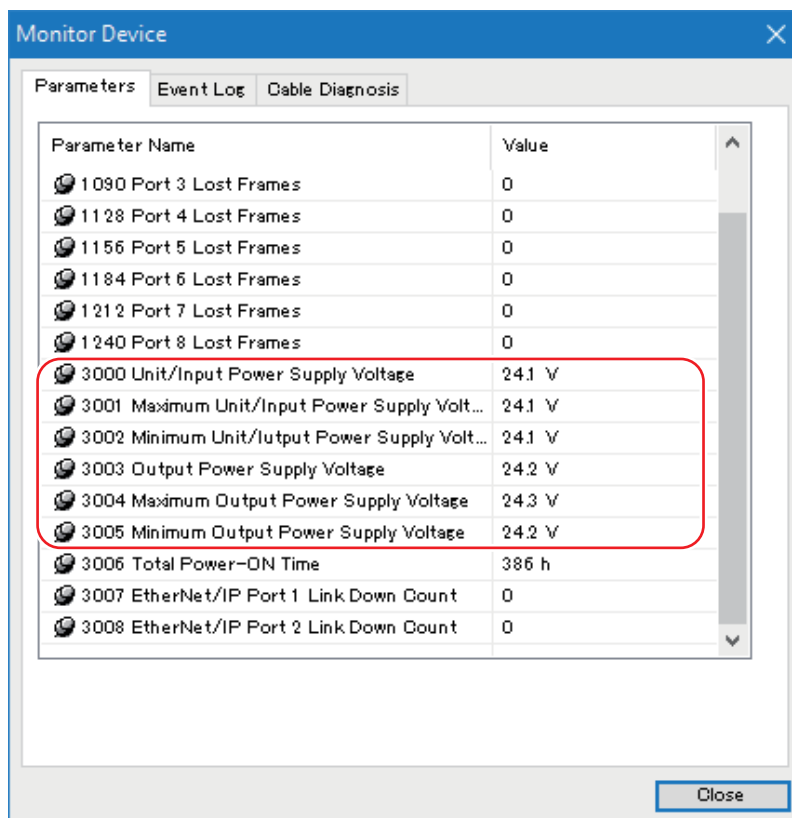 Monitor Device
Parameters Event Log Cable Diagnosis
Parameter Name Value
1090 Port 3 Lost Frames 0
1128 Port 4 Lost Frames 0
1156 Port 5 Lost Frames 0
1184 Port 6 Lost Frames 0
1212 Port 7 Lost Frames 0
1240 Port 8 Lost Frames 0
3000 Unit/Input Power Supply Voltage 24.1 V
3001 Maximum Unit/Input Power Supply Volt... 24.1 V
3002 Minimum Unit/Iutput Power Supply Volt... 24.1 V
3003 Output Power Supply Voltage 24.2 V
3004 Maximum Output Power Supply Voltage 24.3 V
3005 Minimum Output Power Supply Voltage 24.2 V
3006 Total Power-ON Time 386 h
3007 EtherNet/IP Port 1 Link Down Count 0
3008 EtherNet/IP Port 2 Link Down Count 0
Close